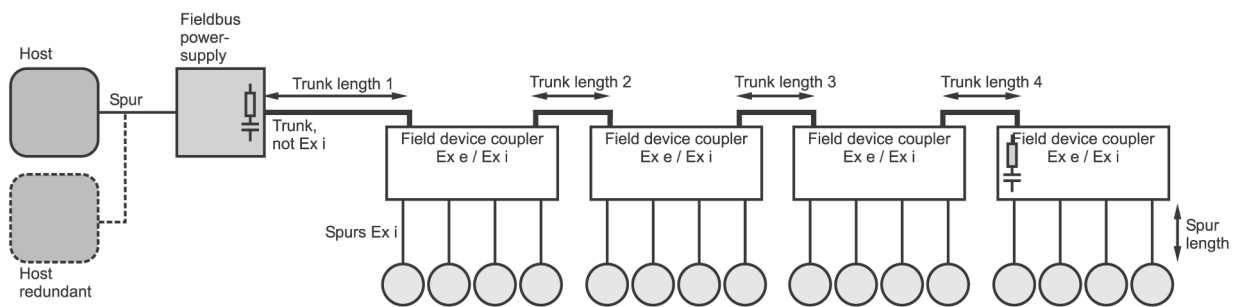 Fieldbus
power-
supply
Host
Spur
Trunk length 1
Trunk length 2
Trunk length 3
Trunk length 4
Trunk,
not Ex i
Field device coupler
Ex e / Ex i
Field device coupler
Ex e / Ex i
Field device coupler
Ex e / Ex i
Field device coupler
Ex e / Ex i
Spurs Ex i
Spur
length
Host
redundant